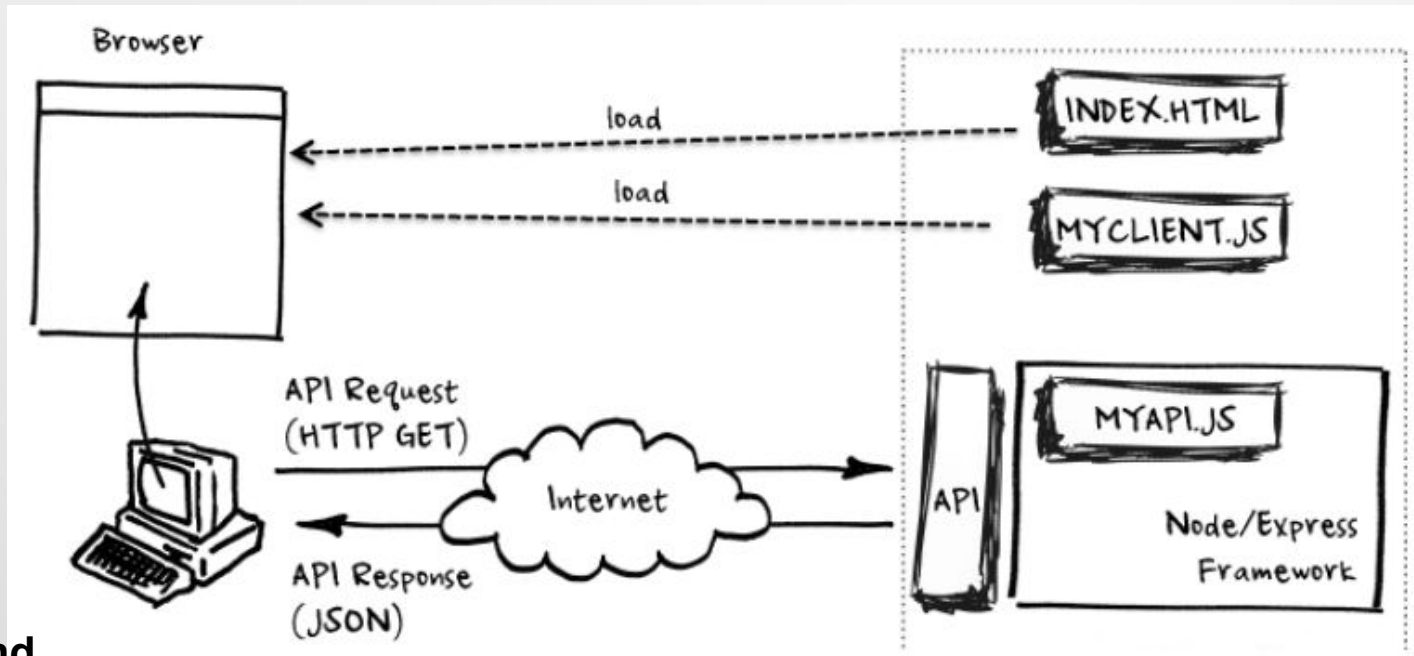 Browser
load
INDEX.HTML
load
MYCLIENT.JS
API Request
(HTTP GET)
MYAPI.JS
Internet
API
Node/Express
Framework
API Response
(JSON)